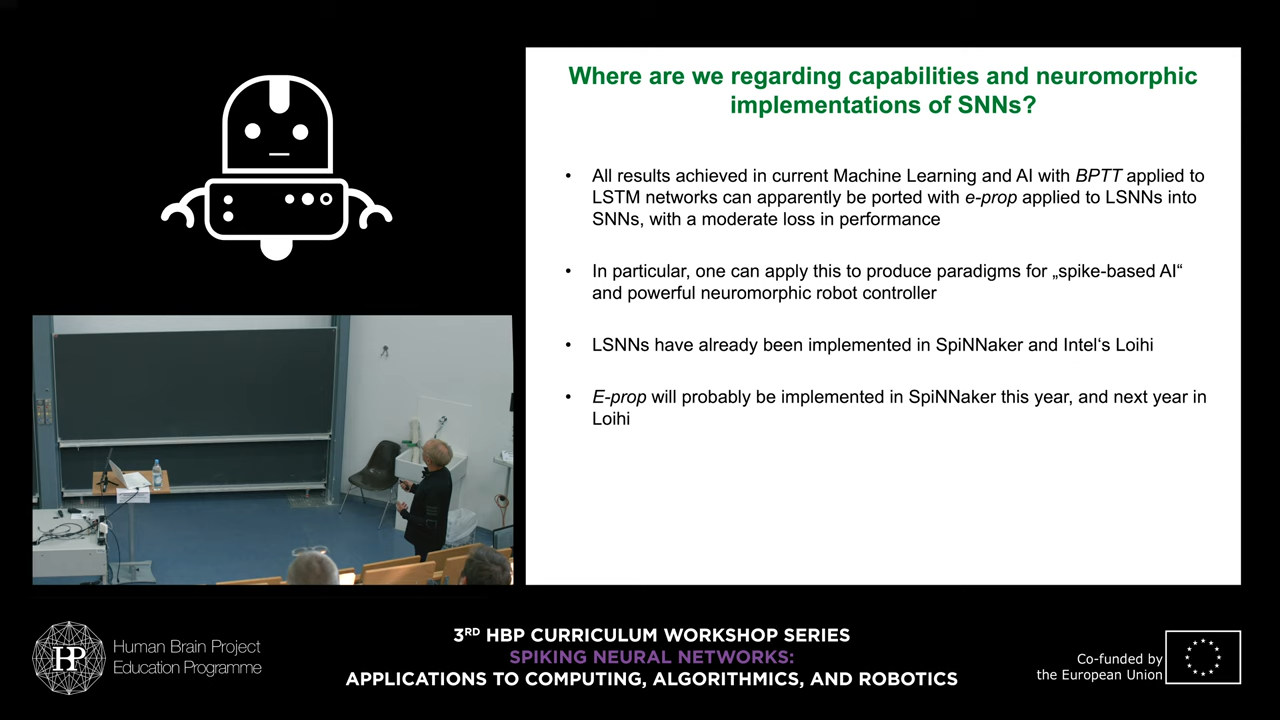 Where are we regarding capabilities and neuromorphic
implementations of SNNs?
• All results achieved in current Machine Learning and AI with BPTT applied to
LSTM networks can apparently be ported with e-prop applied to LSNNs into
SNNs, with a moderate loss in performance
• In particular, one can apply this to produce paradigms for „spike-based AI“
and powerful neuromorphic robot controller
• LSNNs have already been implemented in SpiNNaker and Intel‘s Loihi
• E-prop will probably be implemented in SpiNNaker this year, and next year in
Loihi
HP
Human Brain Project
Education Programme
3RD HBP CURRICULUM WORKSHOP SERIES
SPIKING NEURAL NETWORKS:
APPLICATIONS TO COMPUTING, ALGORITHMICS, AND ROBOTICS
Co-funded by
the European Union